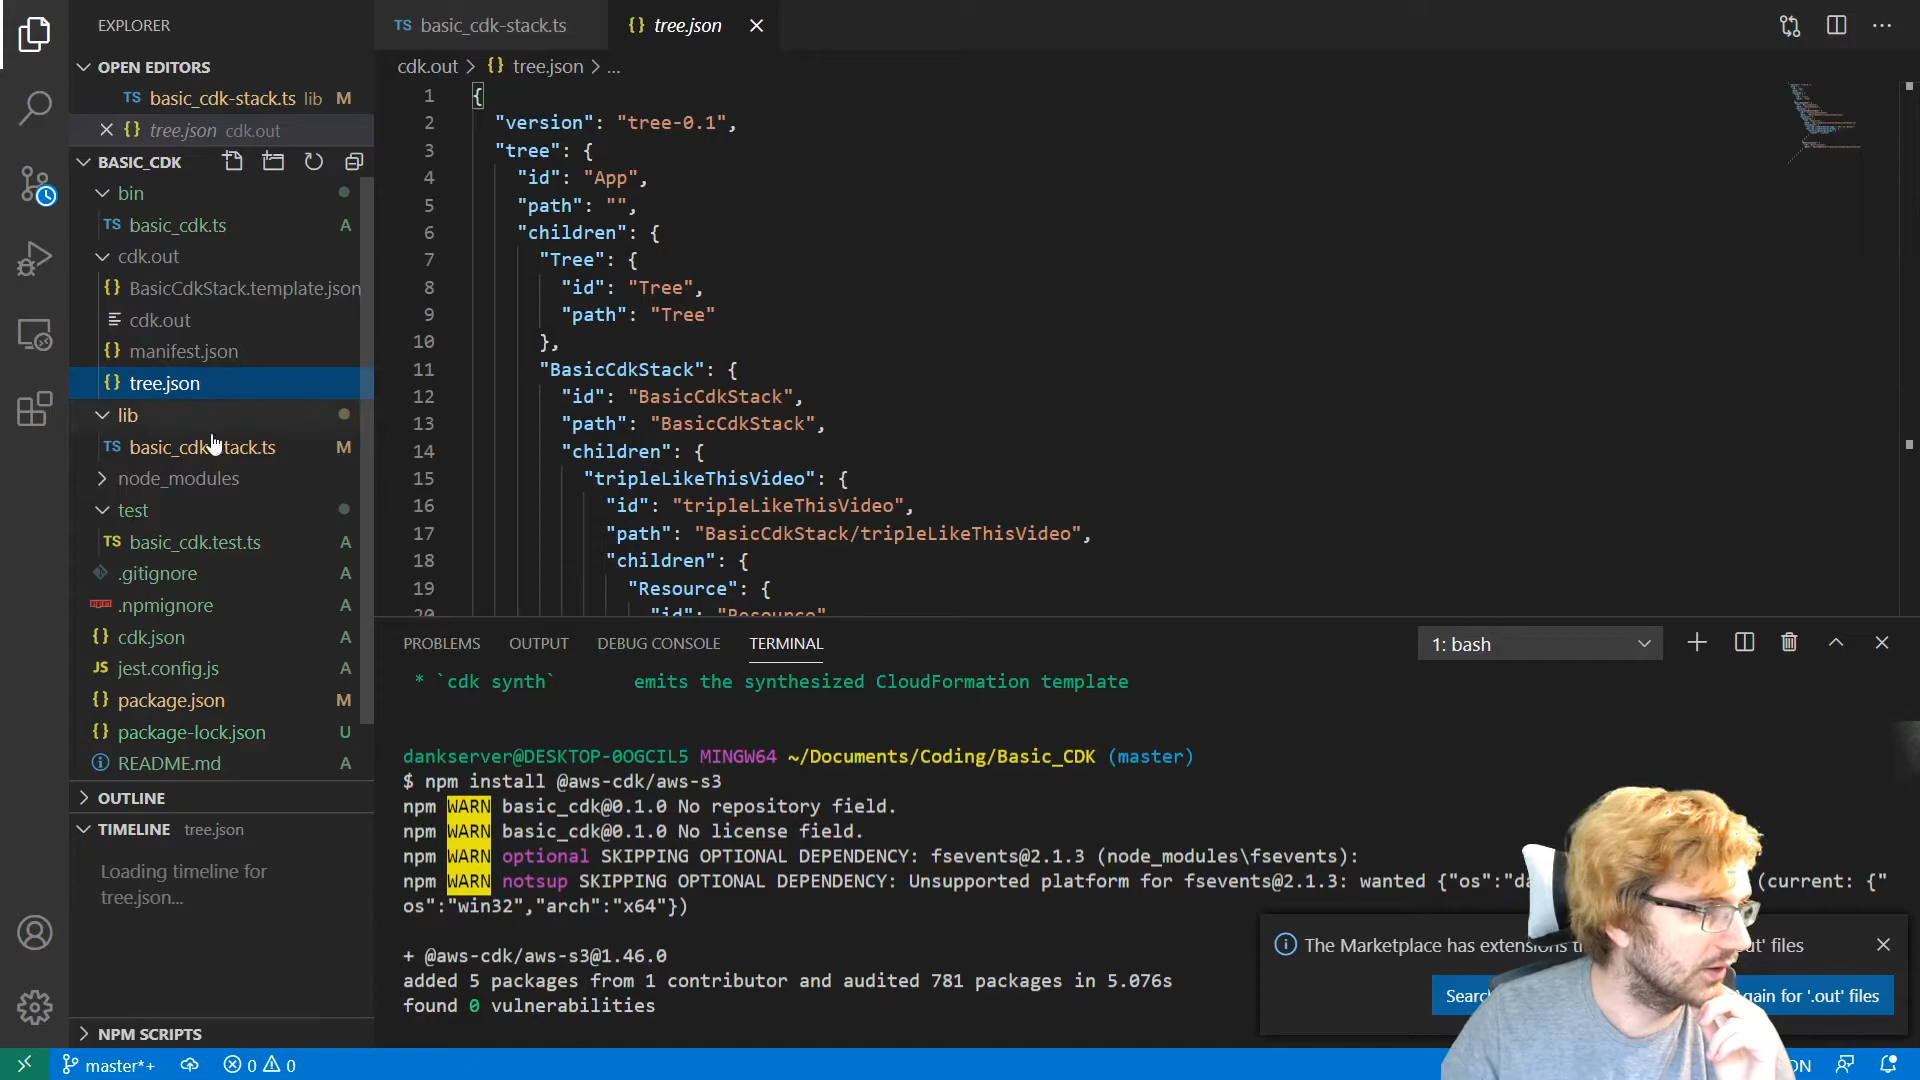 EXPLORER
OPEN EDITORS
TS basic_cdk-stack.ts lib M
{} tree.json cdk.out
BASIC_CDK
bin
TS basic_cdk.ts A
cdk.out
{} BasicCdkStack.template.json
cdk.out
{} manifest.json
{} tree.json
lib
TS basic_cdk-stack.ts M
node_modules
test
TS basic_cdk.test.ts A
.gitignore A
npm .npmignore A
{} cdk.json A
JS jest.config.js A
{} package.json M
{} package-lock.json U
README.md A
OUTLINE
TIMELINE tree.json
Loading timeline for
tree.json...
NPM SCRIPTS
TS basic_cdk-stack.ts
{} tree.json
cdk.out > {} tree.json > ...
1 {
2 "version": "tree-0.1",
3 "tree": {
4 "id": "App",
5 "path": "",
6 "children": {
7 "Tree": {
8 "id": "Tree",
9 "path": "Tree"
10 },
11 "BasicCdkStack": {
12 "id": "BasicCdkStack",
13 "path": "BasicCdkStack",
14 "children": {
15 "tripleLikeThisVideo": {
16 "id": "tripleLikeThisVideo",
17 "path": "BasicCdkStack/tripleLikeThisVideo",
18 "children": {
19 "Resource": {
20 "id": "Resource"
PROBLEMS OUTPUT DEBUG CONSOLE TERMINAL
1: bash
* `cdk synth` emits the synthesized CloudFormation template
dankserver@DESKTOP-0OGCIL5 MINGW64 ~/Documents/Coding/Basic_CDK (master)
$ npm install @aws-cdk/aws-s3
npm WARN basic_cdk@0.1.0 No repository field.
npm WARN basic_cdk@0.1.0 No license field.
npm WARN optional SKIPPING OPTIONAL DEPENDENCY: fsevents@2.1.3 (node_modules\fsevents):
npm WARN notsup SKIPPING OPTIONAL DEPENDENCY: Unsupported platform for fsevents@2.1.3: wanted {"os":"da (current: {"
os":"win32","arch":"x64"})
+ @aws-cdk/aws-s3@1.46.0
added 5 packages from 1 contributor and audited 781 packages in 5.076s
found 0 vulnerabilities
The Marketplace has extensions files
gain for '.out' files
master*+ 0 0